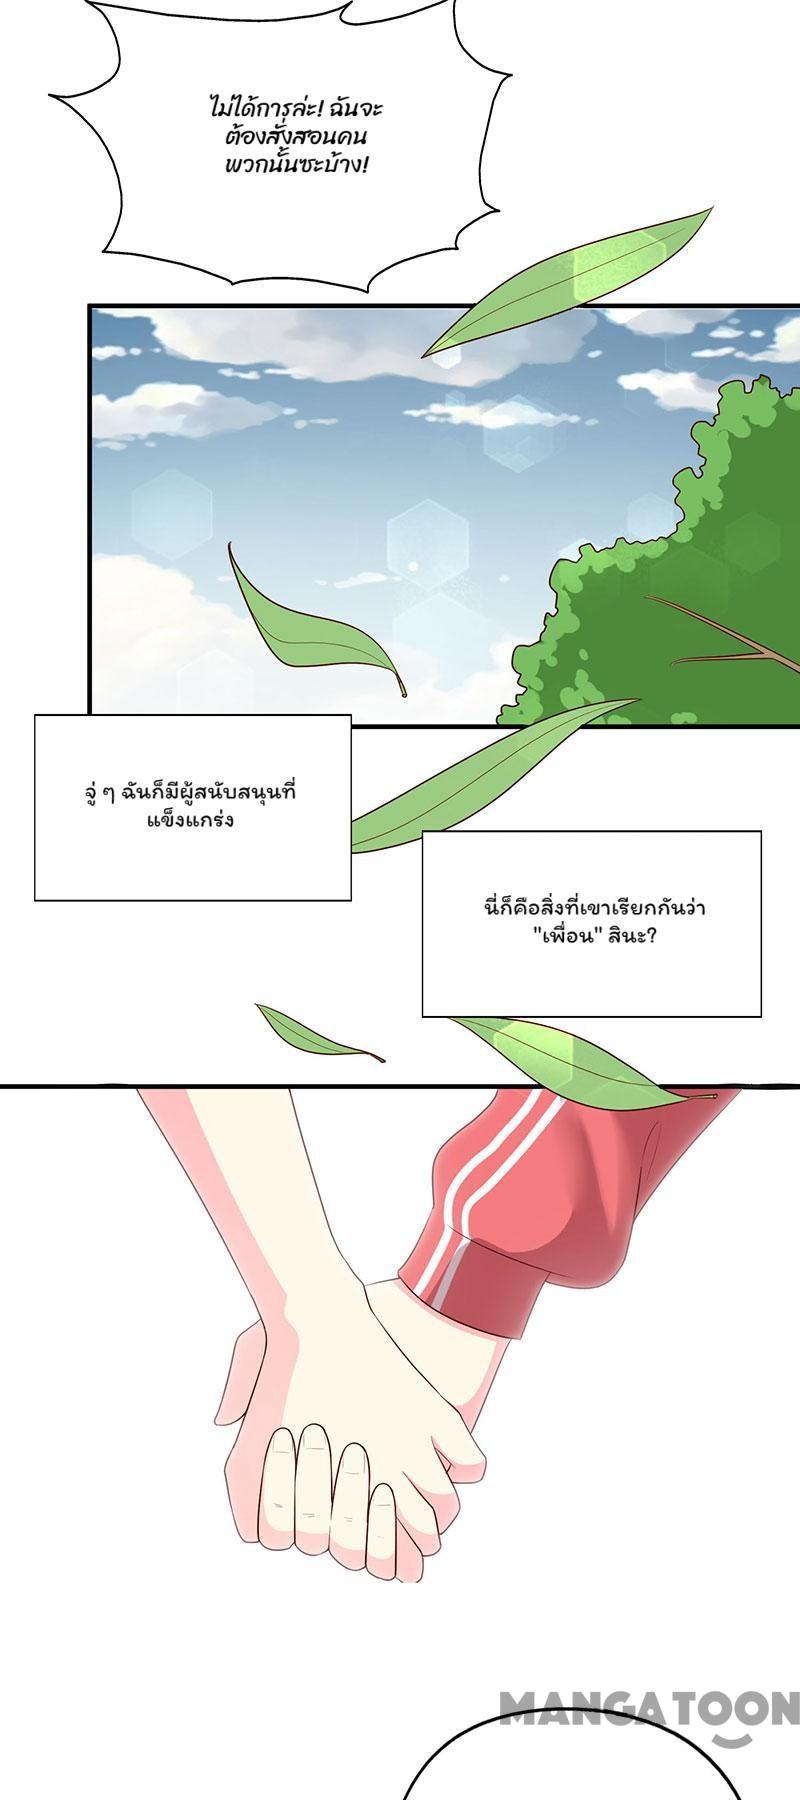 ไม่ได้การล่ะ! ฉันจะ
ต้องสั่งสอนคน
พวกนั้นซะบ้าง!
จู่ ๆ ฉันก็มีผู้สนับสนุนที่
แข็งแกร่ง
นี่ก็คือสิ่งที่เขาเรียกกันว่า
"เพื่อน" สินะ?
MANGATOON